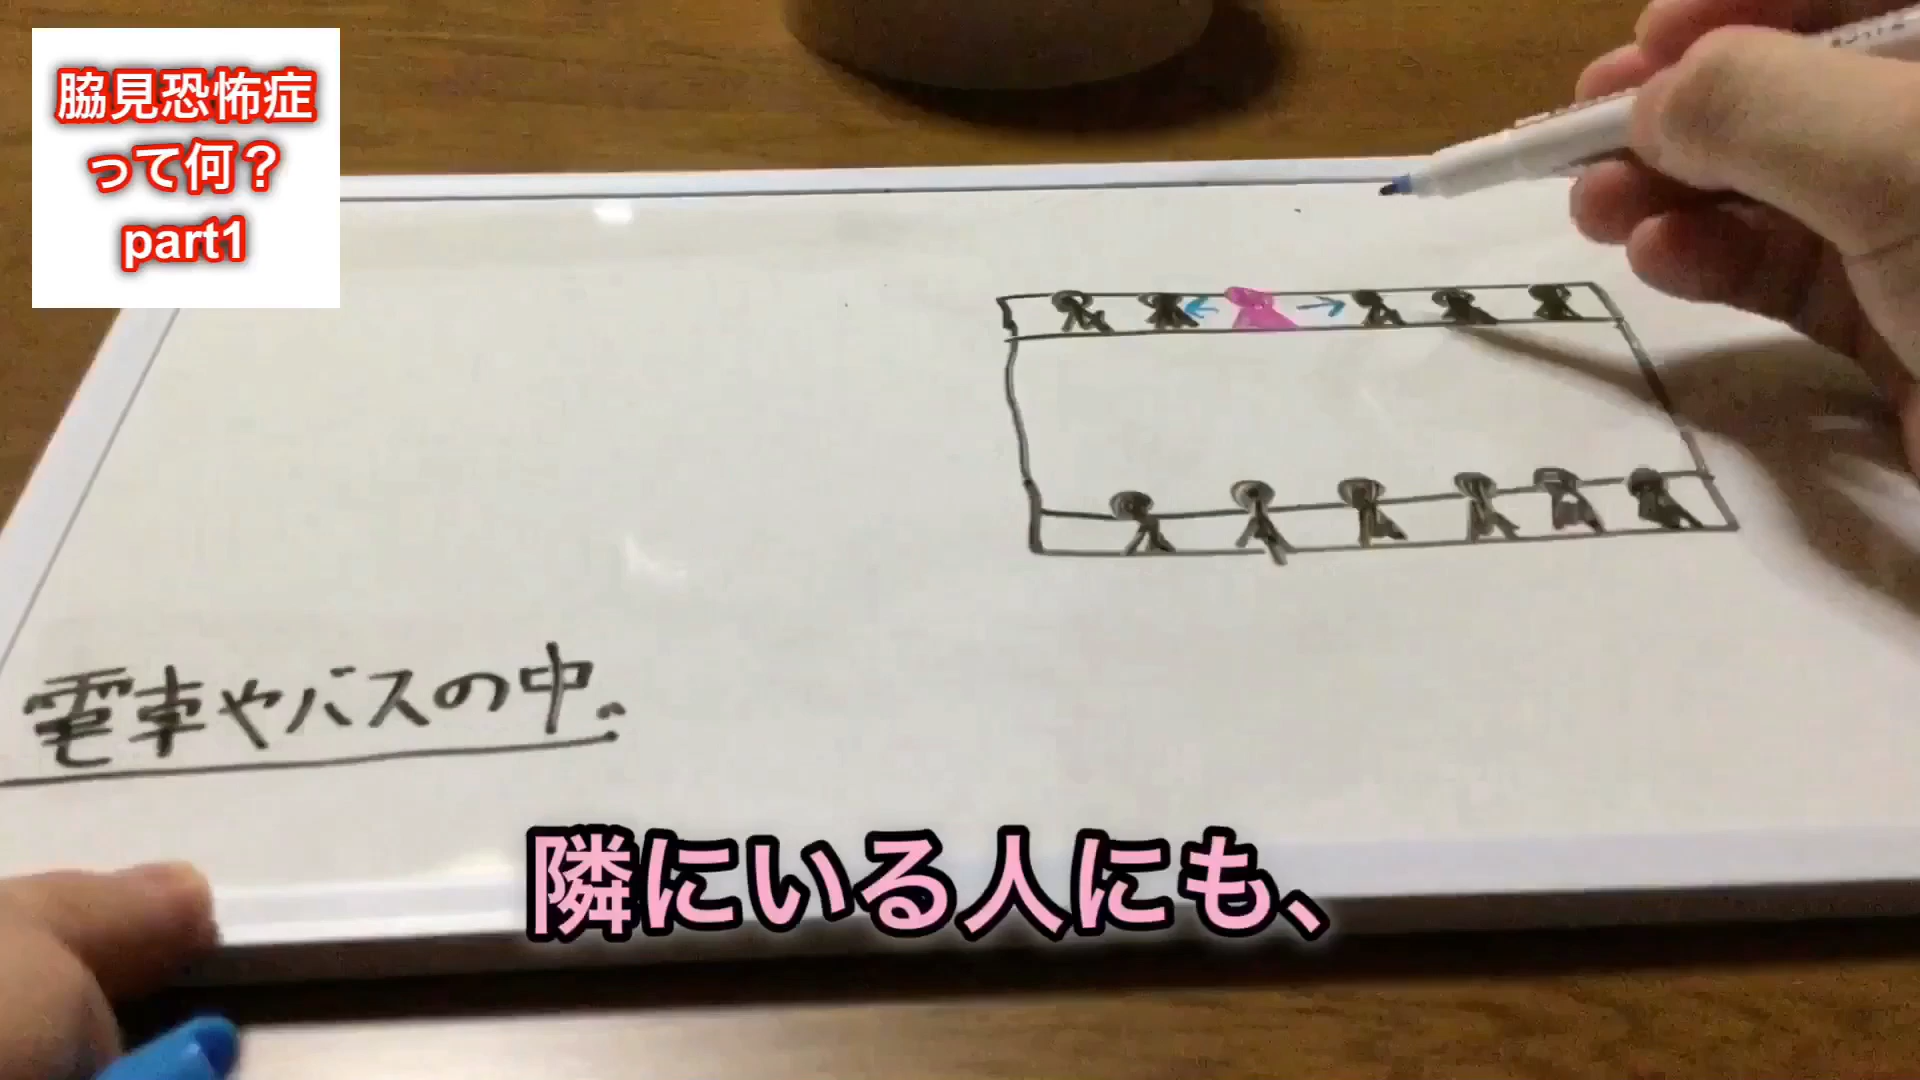 脇見恐怖症
って何？
part1
電車やバスの中
隣にいる人にも、